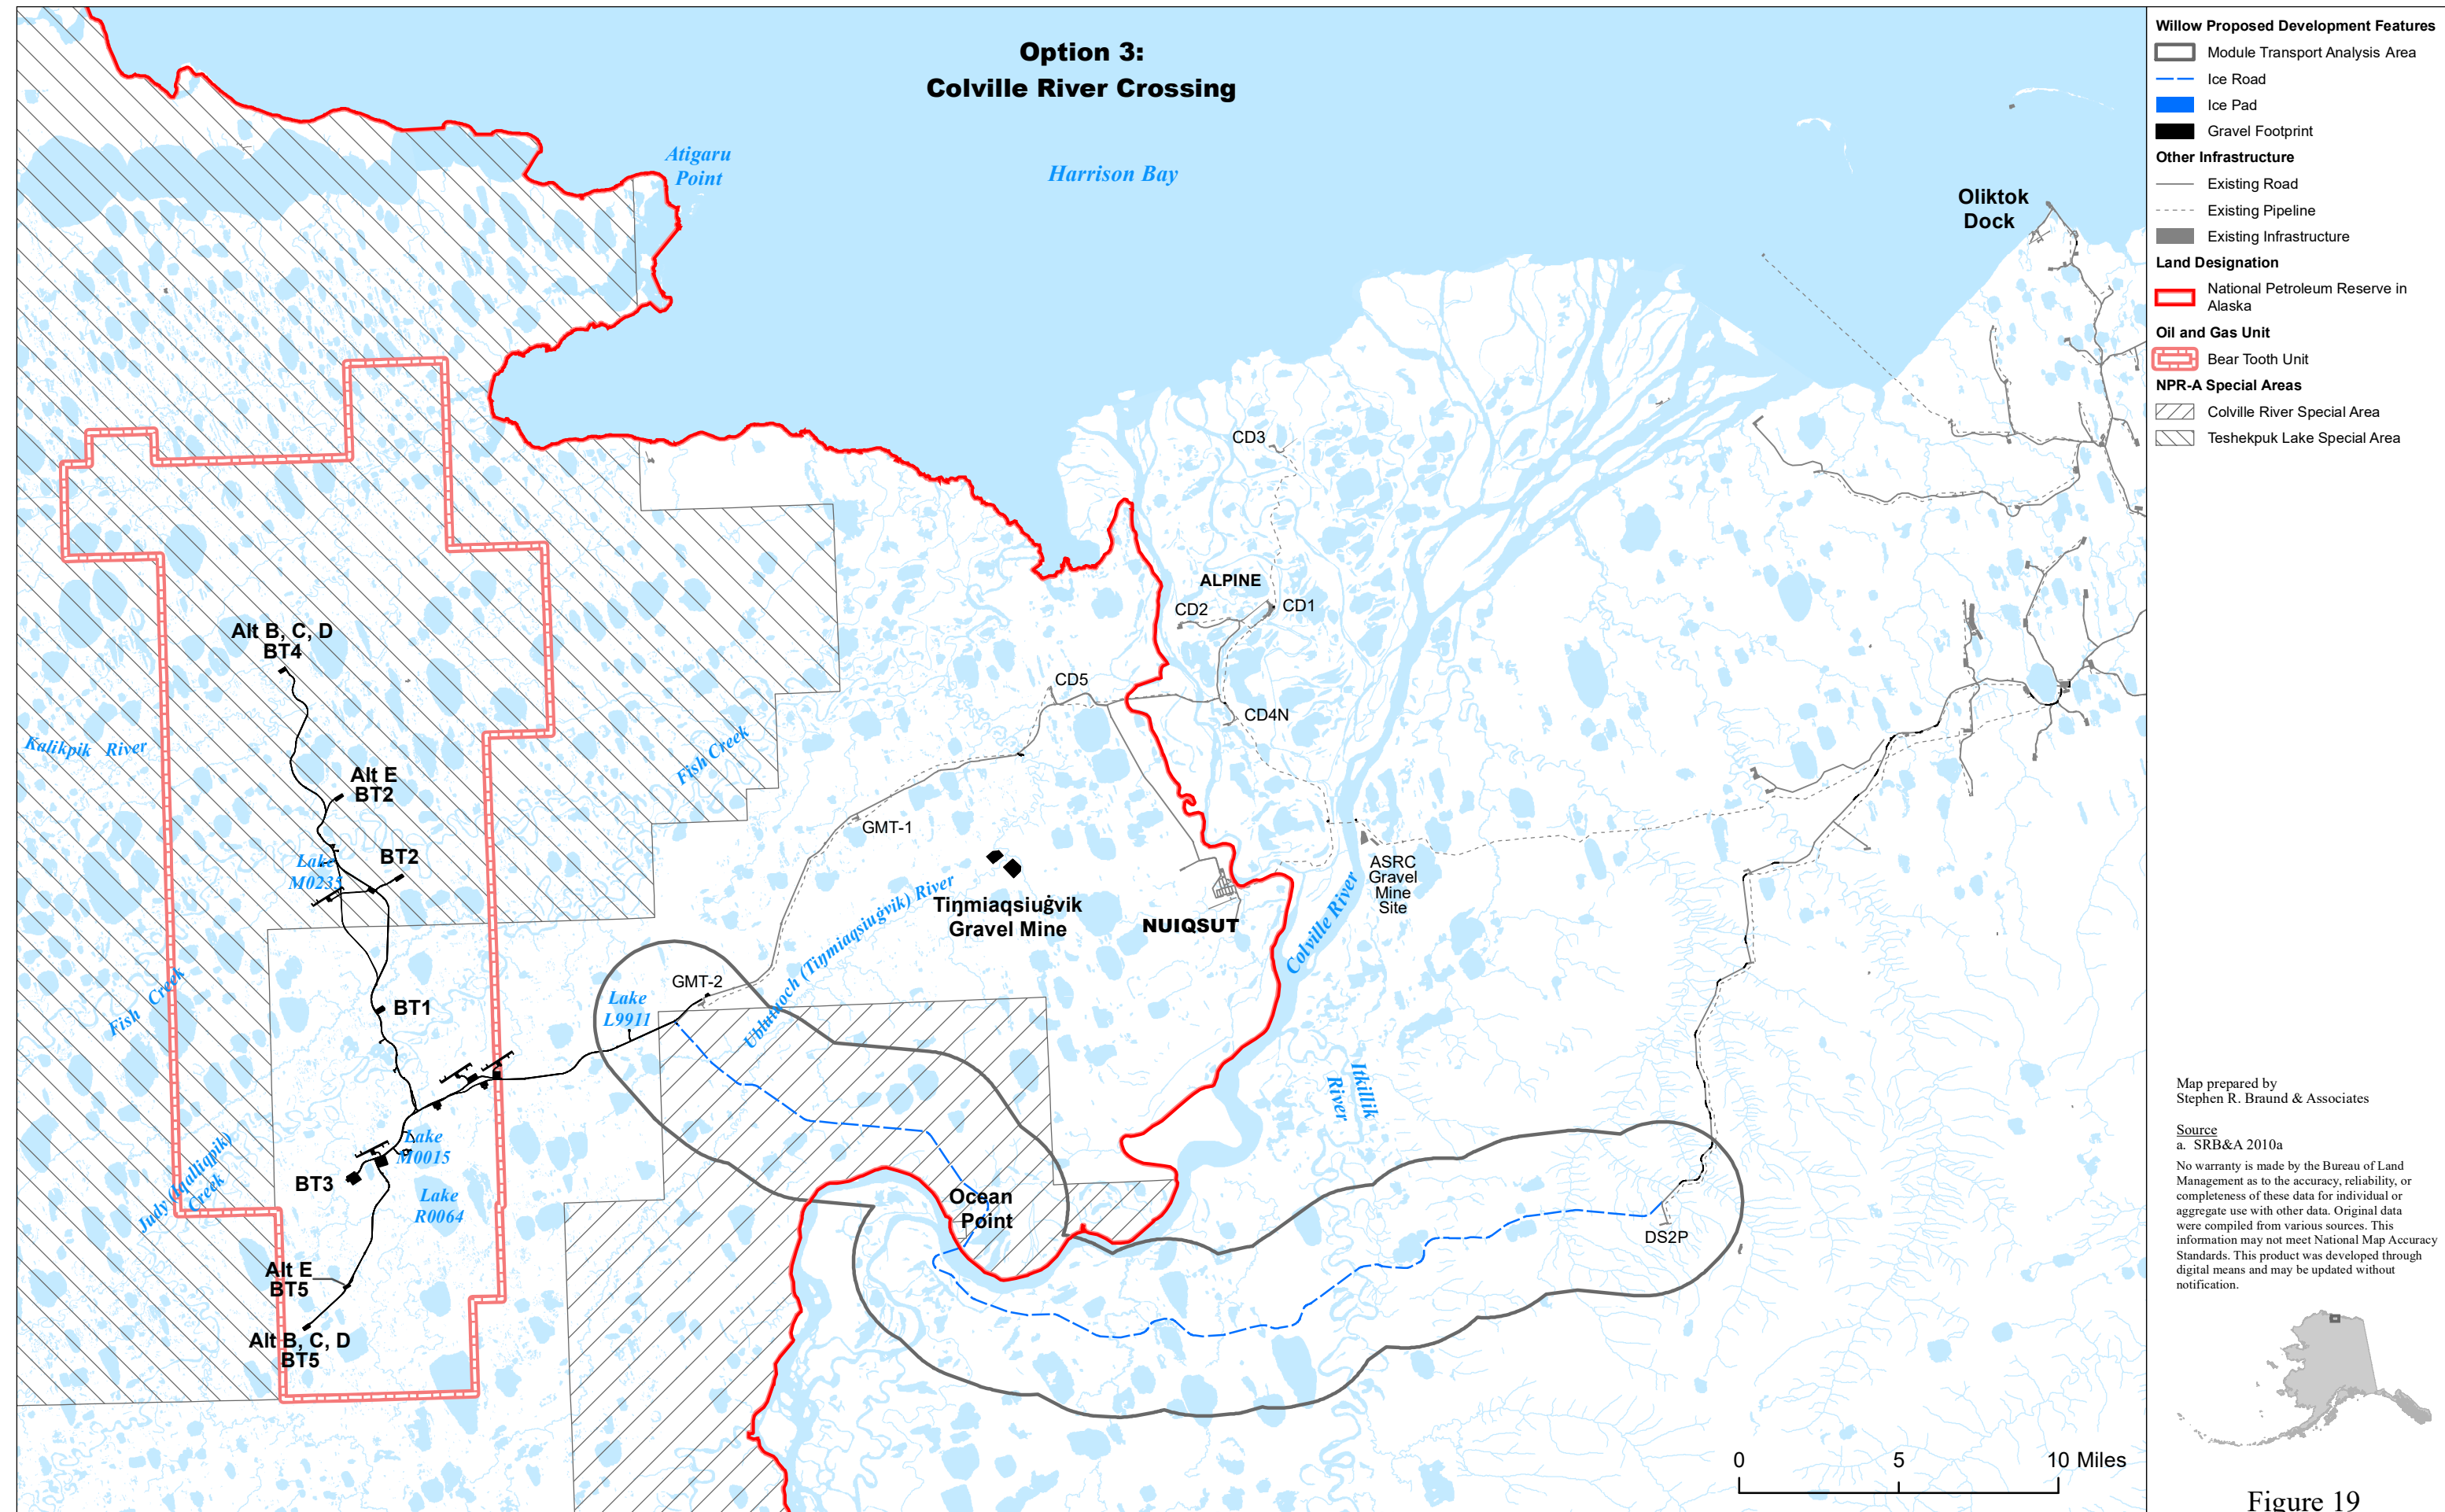 Option 3:
Colville River Crossing
Atigaru
Point
Harrison Bay
Oliktok
Dock
CD3
ALPINE
CD2
CD1
Alt B, C, D
BT4
CD5
CD4N
Kalikpik River
Fish Creek
Alt E
BT2
GMT-1
Lake
M0235
BT2
ASRC
Gravel
Mine
Site
Tiŋmiaqsiuġvik
Gravel Mine
Ublutuoch (Tiŋmiaqsiuġvik) River
NUIQSUT
Colville River
Fish Creek
GMT-2
Lake
L9911
BT1
Itkillik
River
Lake
M0015
BT3
Judy (Iqalliqpik)
Creek
Lake
R0064
Ocean
Point
DS2P
Alt E
BT5
Alt B, C, D
BT5
0 5 10 Miles
Willow Proposed Development Features
Module Transport Analysis Area
Ice Road
Ice Pad
Gravel Footprint
Other Infrastructure
Existing Road
Existing Pipeline
Existing Infrastructure
Land Designation
National Petroleum Reserve in
Alaska
Oil and Gas Unit
Bear Tooth Unit
NPR-A Special Areas
Colville River Special Area
Teshekpuk Lake Special Area
Map prepared by
Stephen R. Braund & Associates
Source
a. SRB&A 2010a
No warranty is made by the Bureau of Land
Management as to the accuracy, reliability, or
completeness of these data for individual or
aggregate use with other data. Original data
were compiled from various sources. This
information may not meet National Map Accuracy
Standards. This product was developed through
digital means and may be updated without
notification.
Figure 19